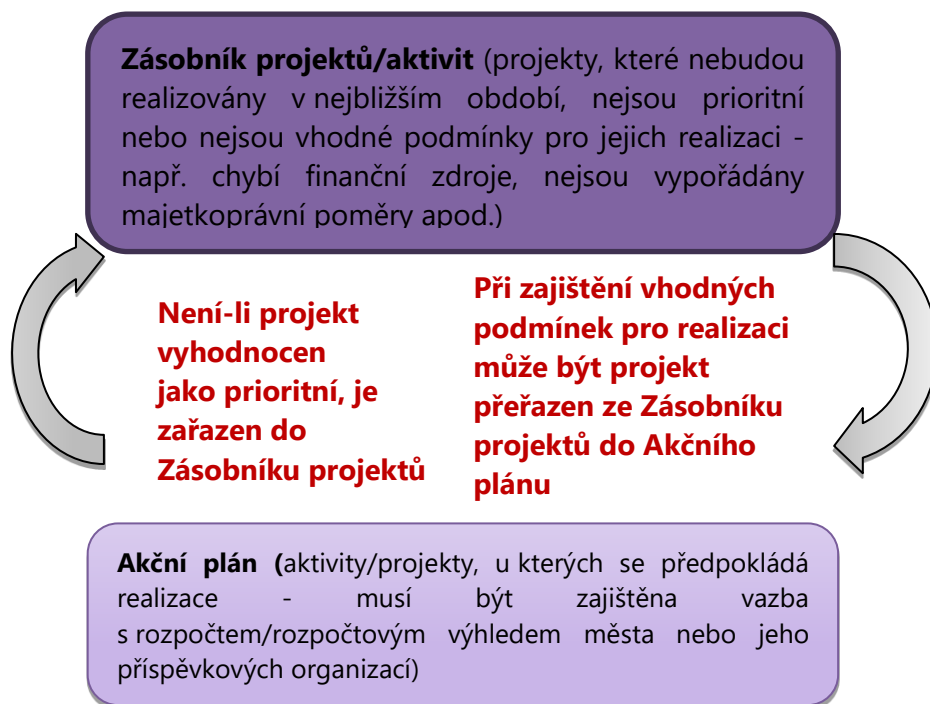 Zásobník projektů/aktivit (projekty, které nebudou
realizovány v nejbližším období, nejsou prioritní
nebo nejsou vhodné podmínky pro jejich realizaci -
např. chybí finanční zdroje, nejsou vypořádány
majetkoprávní poměry apod.)
Není-li projekt
vyhodnocen
jako prioritní, je
zařazen do
Zásobníku projektů
Při zajištění vhodných
podmínek pro realizaci
může být projekt
přeřazen ze Zásobníku
projektů do Akčního
plánu
Akční plán (aktivity/projekty, u kterých se předpokládá
realizace - musí být zajištěna vazba
s rozpočtem/rozpočtovým výhledem města nebo jeho
příspěvkových organizací)